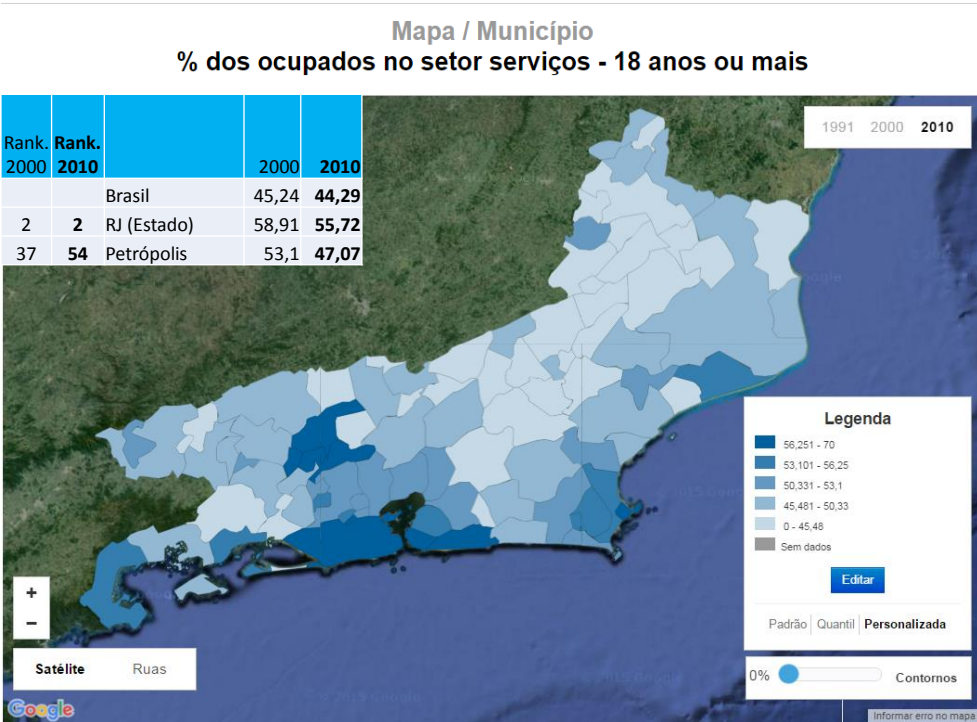 Mapa / Município
% dos ocupados no setor serviços - 18 anos ou mais
Rank. 2000 Rank. 2010 2000 2010
Brasil 45,24 44,29
2 2 RJ (Estado) 58,91 55,72
37 54 Petrópolis 53,1 47,07
1991 2000 2010
Legenda
56,251 - 70
53,101 - 56,25
50,331 - 53,1
45,481 - 50,33
0 - 45,48
Sem dados
Editar
Padrão Quantil Personalizada
0% Contornos
+
−
Satélite Ruas
Google
Informar erro no mapa